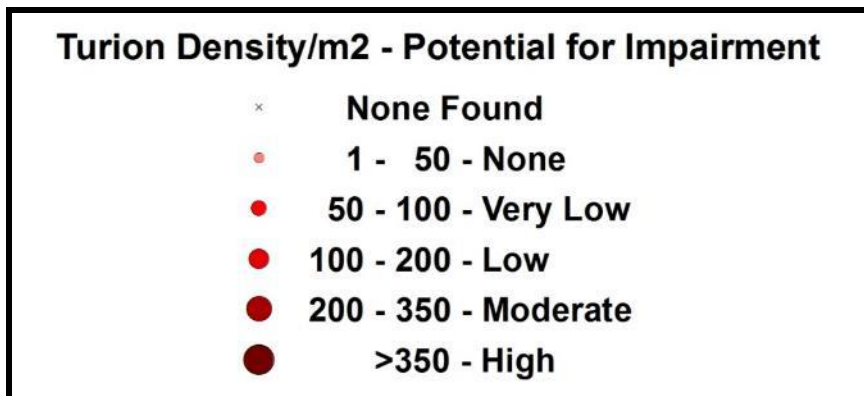 Turion Density/m2 - Potential for Impairment
None Found
1 - 50 - None
50 - 100 - Very Low
100 - 200 - Low
200 - 350 - Moderate
>350 - High